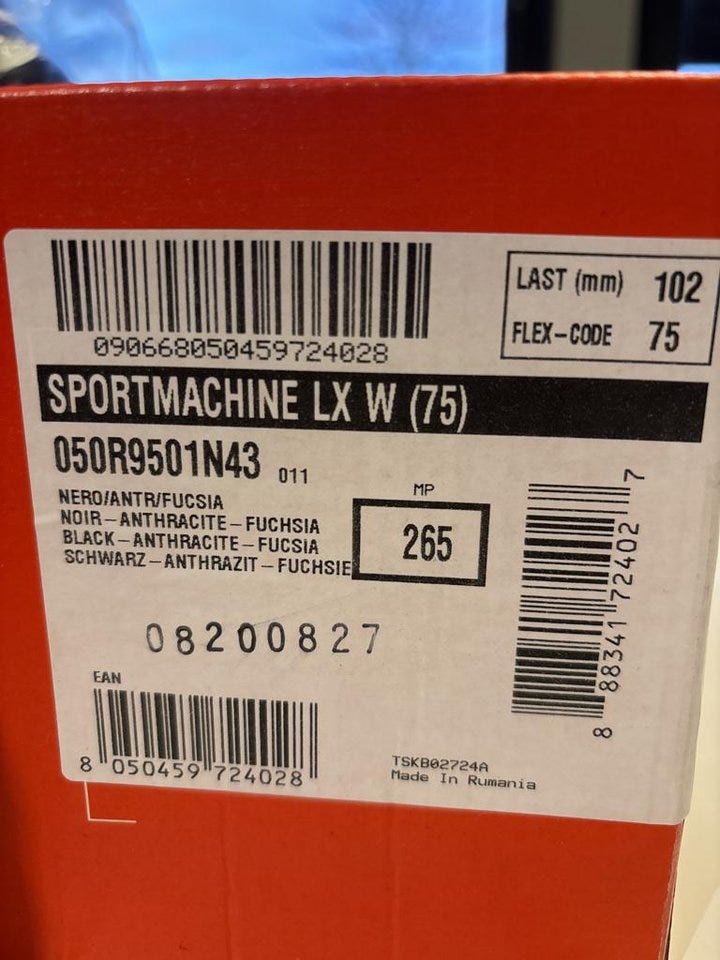 090668050459724028
LAST (mm) 102
FLEX-CODE 75
SPORTMACHINE LX W (75)
050R9501N43 011
NERO/ANTR/FUCSIA
NOIR-ANTHRACITE-FUCHSIA
BLACK-ANTHRACITE-FUCSIA
SCHWARZ-ANTHRAZIT-FUCHSIE
MP
265
8 88341 72402 7
08200827
EAN
8 050459 724028
TSKB02724A
Made In Rumania